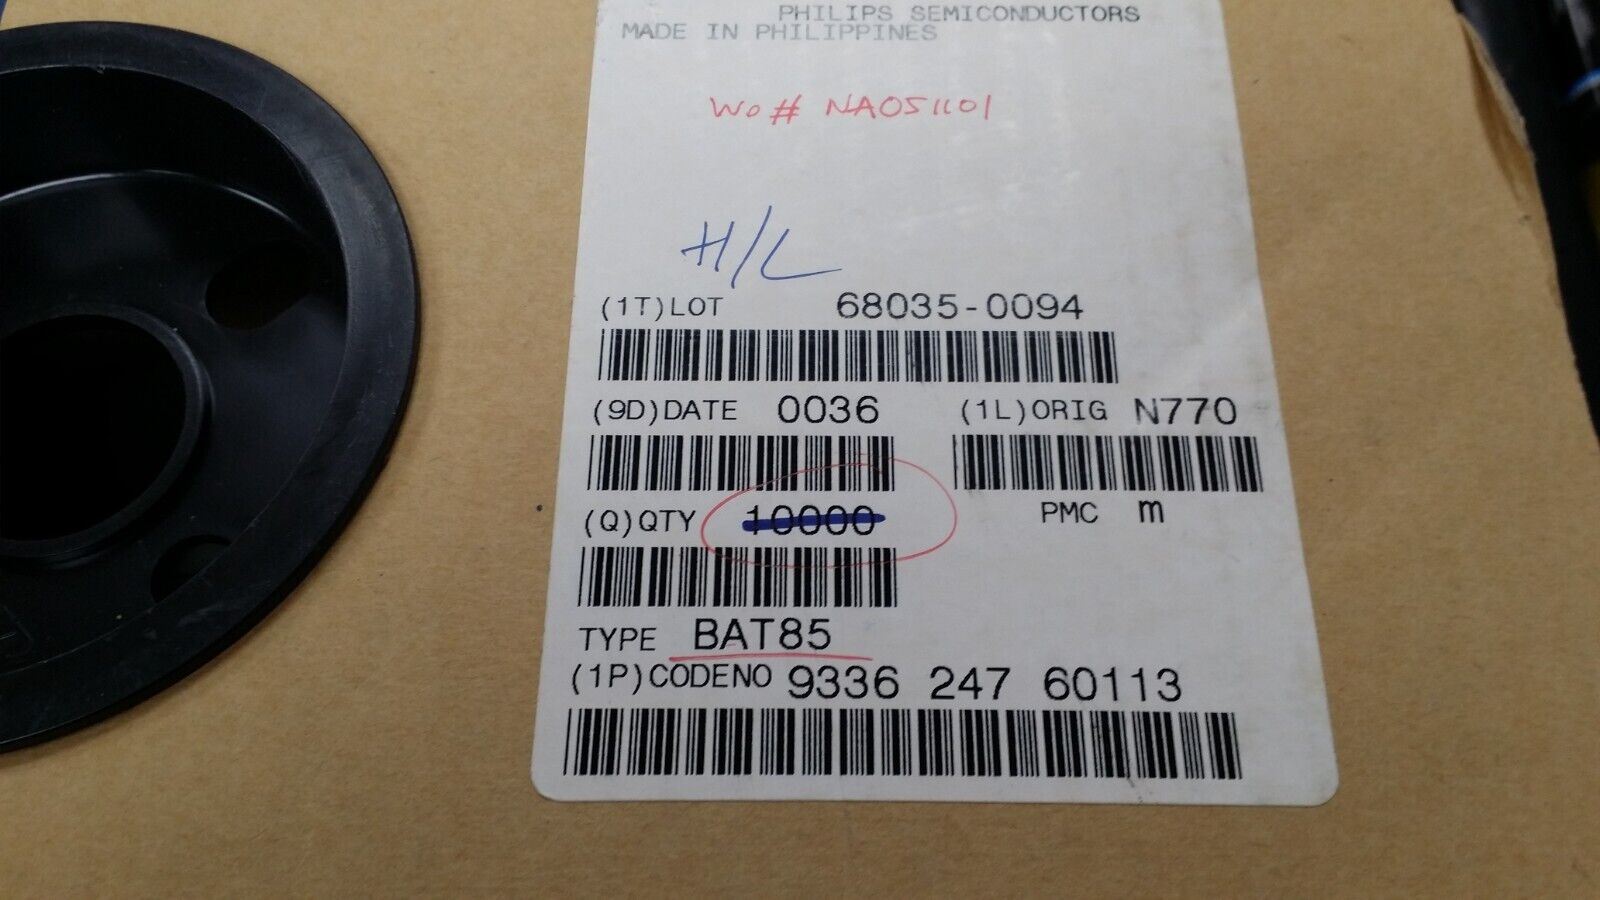 PHILIPS SEMICONDUCTORS
MADE IN PHILIPPINES
WO# NA051101
H/L
(1T)LOT 68035-0094
(9D)DATE 0036 (1L)ORIG N770
(Q)QTY 10000 PMC m
TYPE BAT85
(1P)CODENO 9336 247 60113